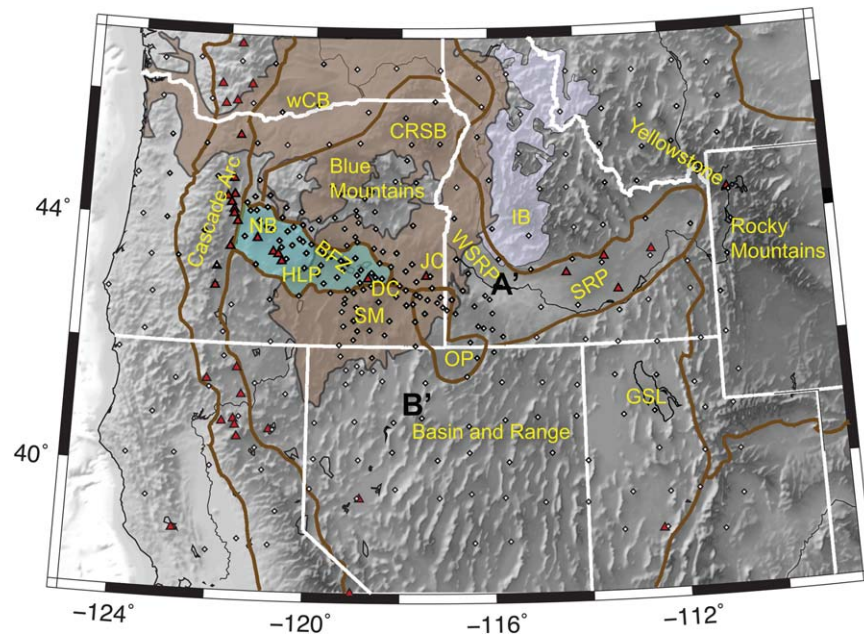 wCB
CRSB
Yellowstone
Blue
Mountains
44°
Cascade Arc
NB
IB
Rocky
Mountains
BFZ
WSRP
JC
A'
HLP
DC
SRP
SM
OP
B'
GSL
Basin and Range
40°
−124°
−120°
−116°
−112°